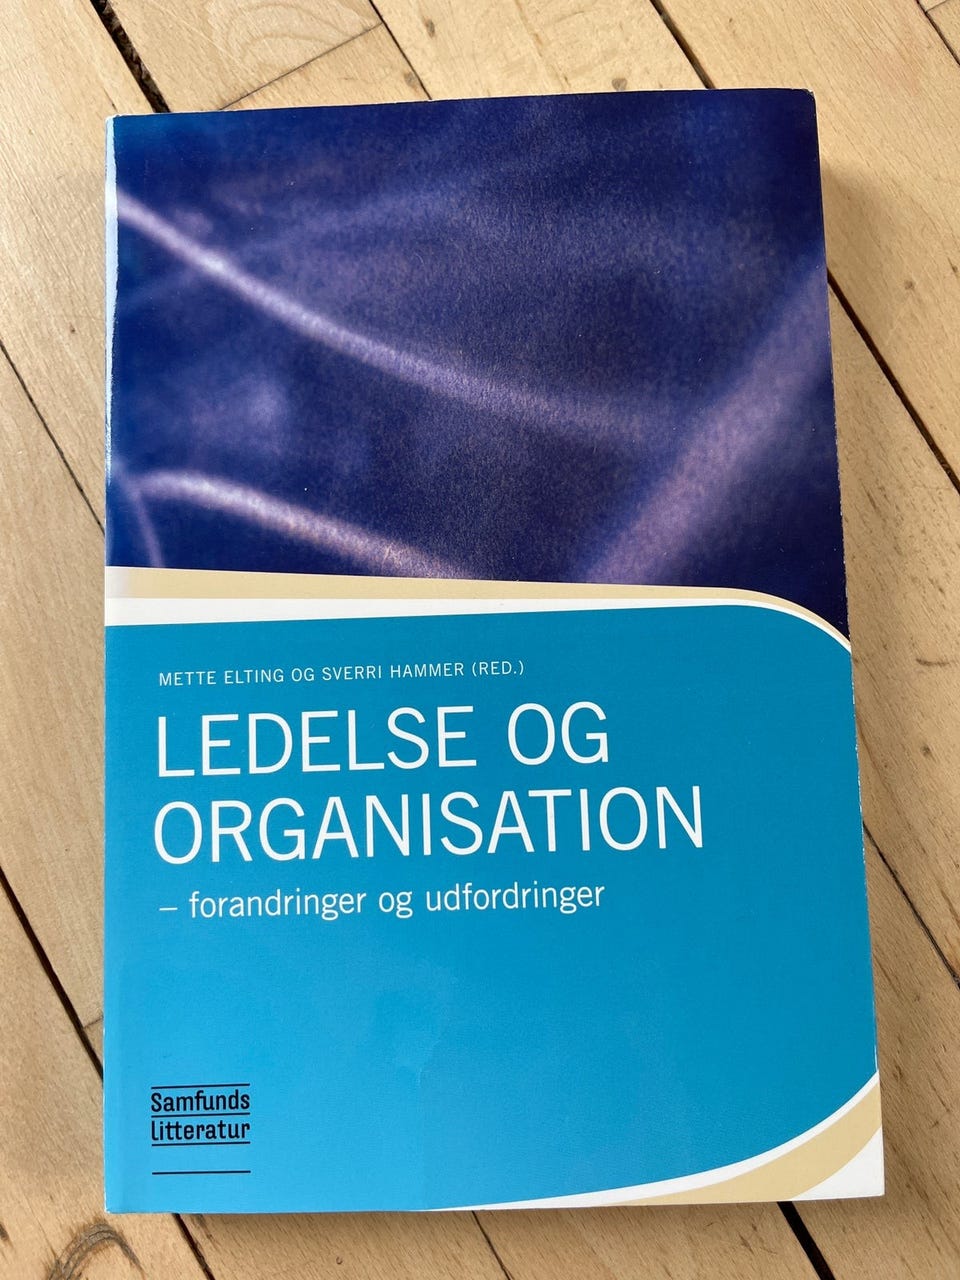 METTE ELTING OG SVERRI HAMMER (RED.)
LEDELSE OG
ORGANISATION
– forandringer og udfordringer
Samfunds
litteratur